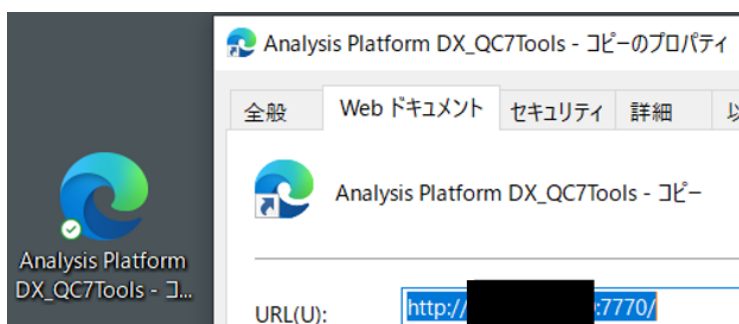 Analysis Platform DX_QC7Tools - コピーのプロパティ
全般 Web ドキュメント セキュリティ 詳細
Analysis Platform DX_QC7Tools - コピー
Analysis Platform
DX_QC7Tools - コ...
URL(U): http:// :7770/